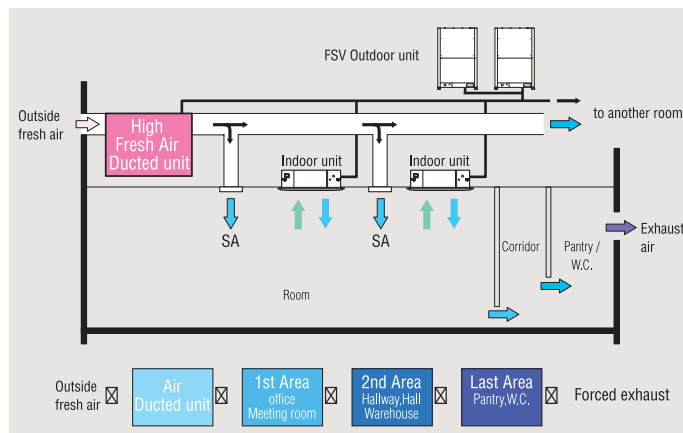 FSV Outdoor unit
Outside
fresh air
High
Fresh Air
Ducted unit
to another room
Indoor unit
Indoor unit
SA
SA
Corridor
Pantry /
W.C.
Exhaust
air
Room
Outside
fresh air
Air
Ducted unit
1st Area
office
Meeting room
2nd Area
Hallway,Hall
Warehouse
Last Area
Pantry,W.C.
Forced exhaust